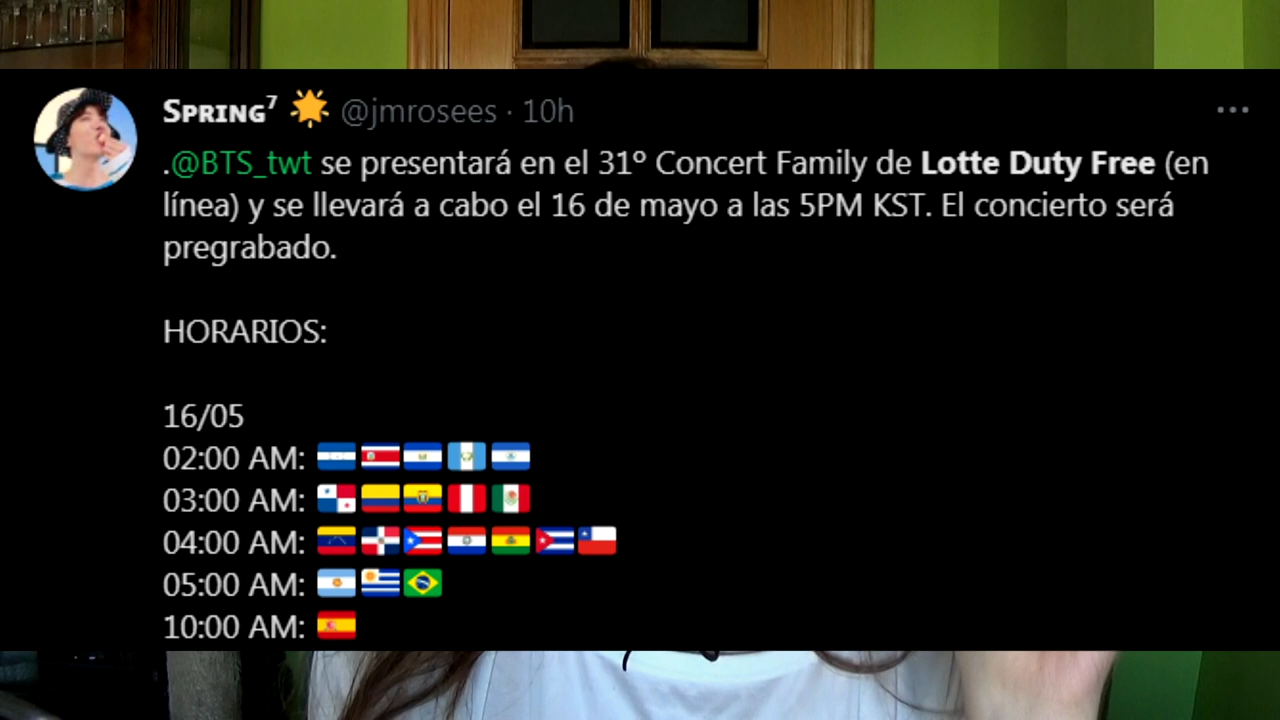 Spring⁷ 🌟 @jmrosees · 10h
.@BTS_twt se presentará en el 31º Concert Family de Lotte Duty Free (en
línea) y se llevará a cabo el 16 de mayo a las 5PM KST. El concierto será
pregrabado.
HORARIOS:
16/05
02:00 AM: 🇭🇳🇨🇷🇸🇻🇬🇹🇳🇮
03:00 AM: 🇵🇦🇨🇴🇪🇨🇵🇪🇲🇽
04:00 AM: 🇻🇪🇩🇴🇵🇷🇵🇾🇧🇴🇨🇺🇨🇱
05:00 AM: 🇦🇷🇺🇾🇧🇷
10:00 AM: 🇪🇸